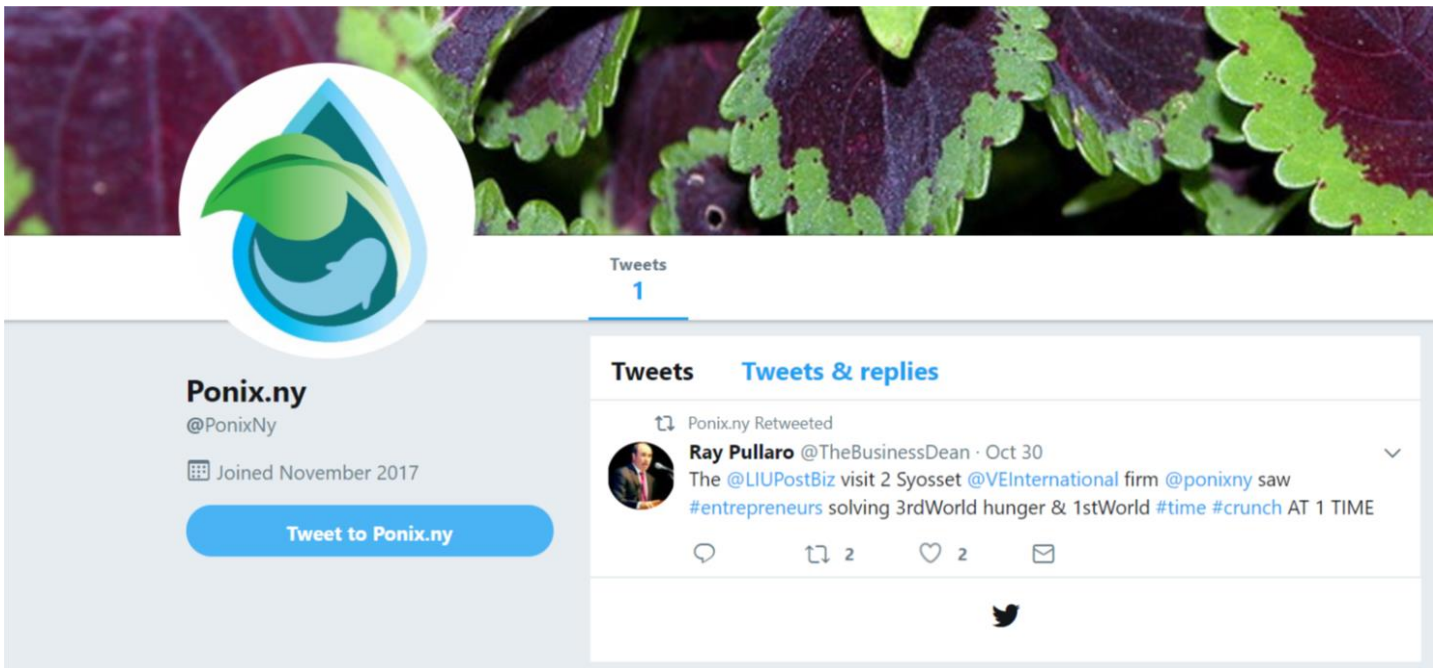 Tweets
1
Ponix.ny
@PonixNy
Joined November 2017
Tweet to Ponix.ny
Tweets Tweets & replies
Ponix.ny Retweeted
Ray Pullaro @TheBusinessDean · Oct 30
The @LIUPostBiz visit 2 Syosset @VEInternational firm @ponixny saw
#entrepreneurs solving 3rdWorld hunger & 1stWorld #time #crunch AT 1 TIME
2 2